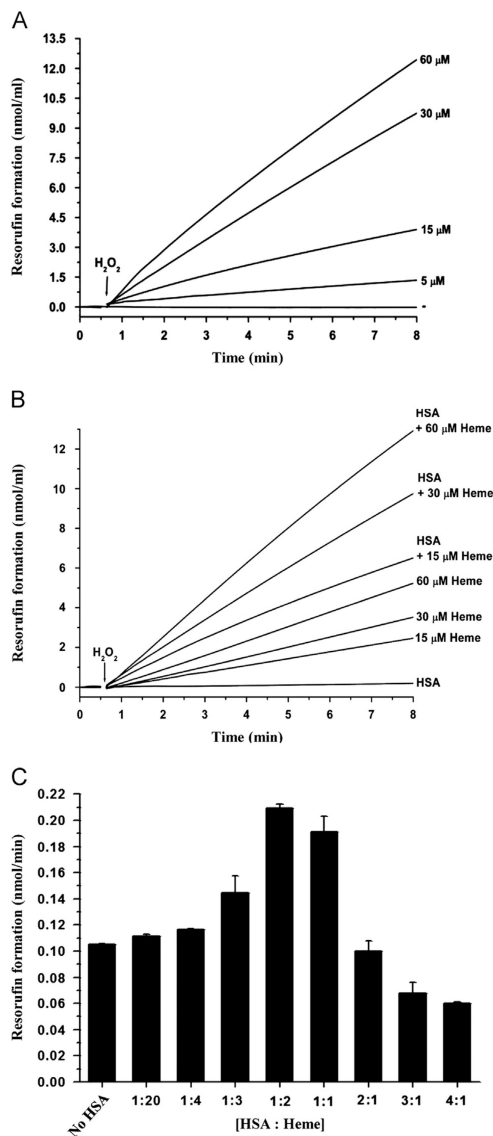 A
Resorufin formation (nmol/ml)
13.5
12.0
10.5
9.0
7.5
6.0
4.5
3.0
1.5
0.0
H2O2
60 µM
30 µM
15 µM
5 µM
-
0 1 2 3 4 5 6 7 8
Time (min)
B
Resorufin formation (nmol/ml)
12
10
8
6
4
2
0
H2O2
HSA
+ 60 µM Heme
HSA
+ 30 µM Heme
HSA
+ 15 µM Heme
60 µM Heme
30 µM Heme
15 µM Heme
HSA
0 1 2 3 4 5 6 7 8
Time (min)
C
Resorufin formation (nmol/min)
0.22
0.20
0.18
0.16
0.14
0.12
0.10
0.08
0.06
0.04
0.02
0.00
No HSA 1:20 1:4 1:3 1:2 1:1 2:1 3:1 4:1
[HSA : Heme]